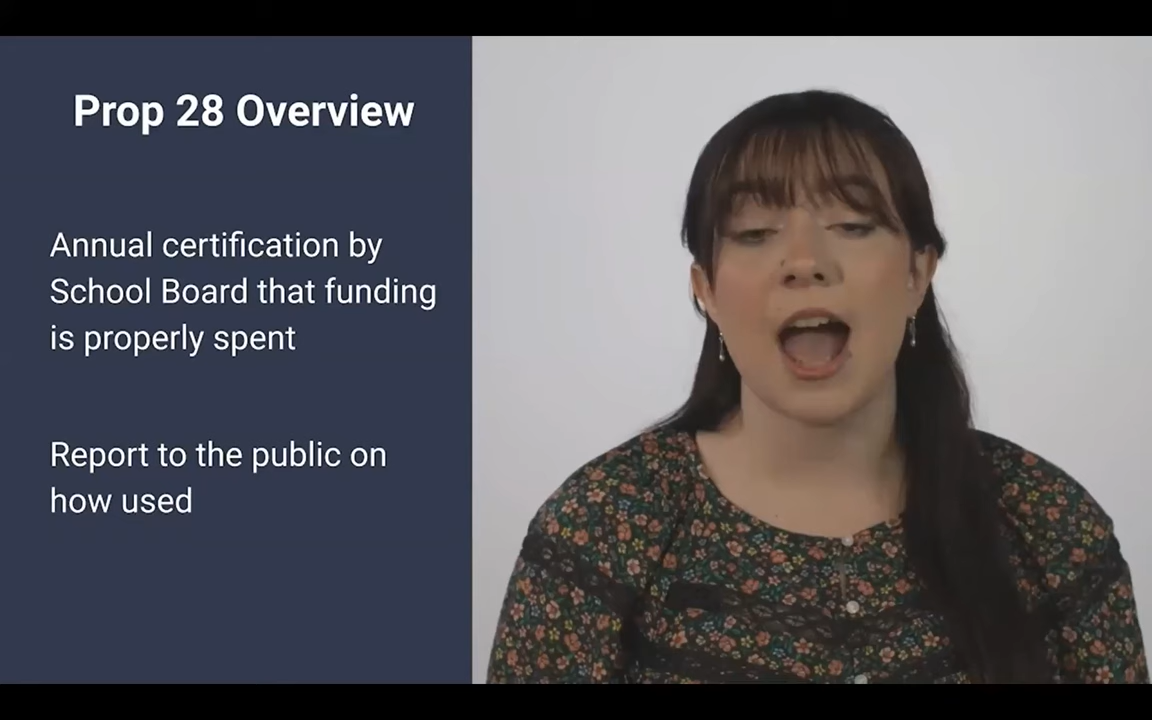 Prop 28 Overview
Annual certification by
School Board that funding
is properly spent
Report to the public on
how used